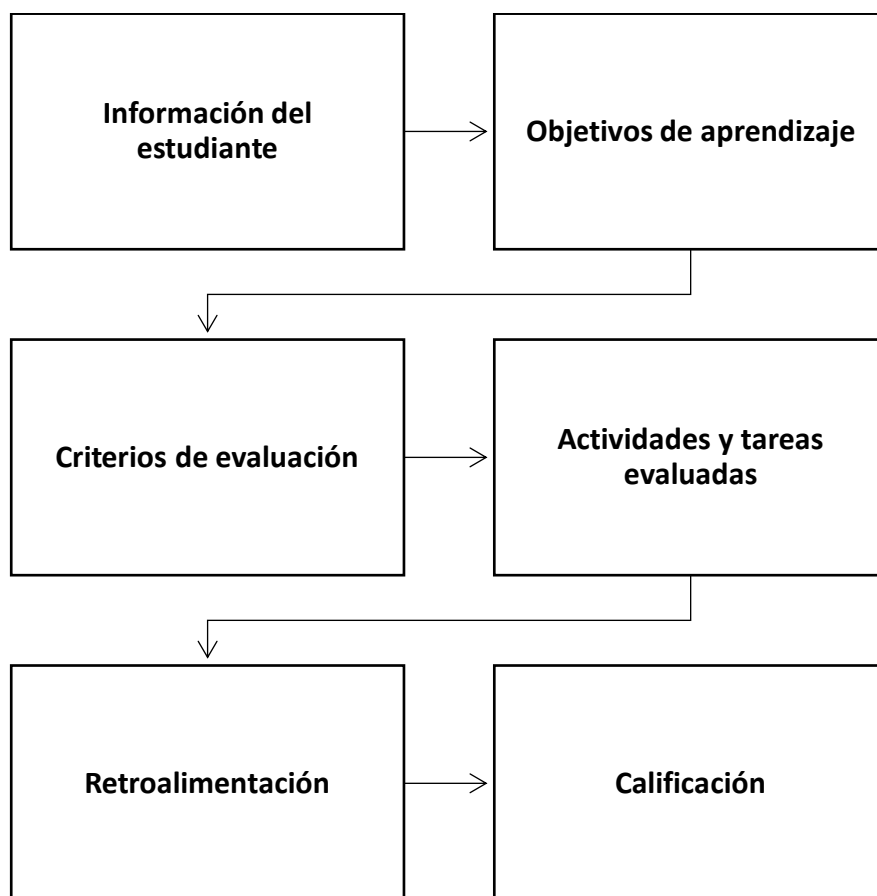 Información del
estudiante
Objetivos de aprendizaje
Criterios de evaluación
Actividades y tareas
evaluadas
Retroalimentación
Calificación